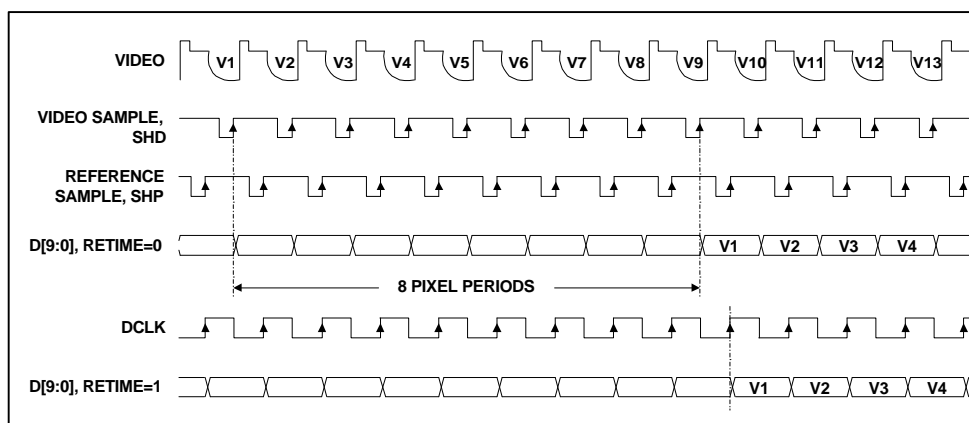 VIDEO V1 V2 V3 V4 V5 V6 V7 V8 V9 V10 V11 V12 V13
VIDEO SAMPLE,
SHD
REFERENCE
SAMPLE, SHP
D[9:0], RETIME=0 V1 V2 V3 V4
8 PIXEL PERIODS
DCLK
D[9:0], RETIME=1 V1 V2 V3 V4